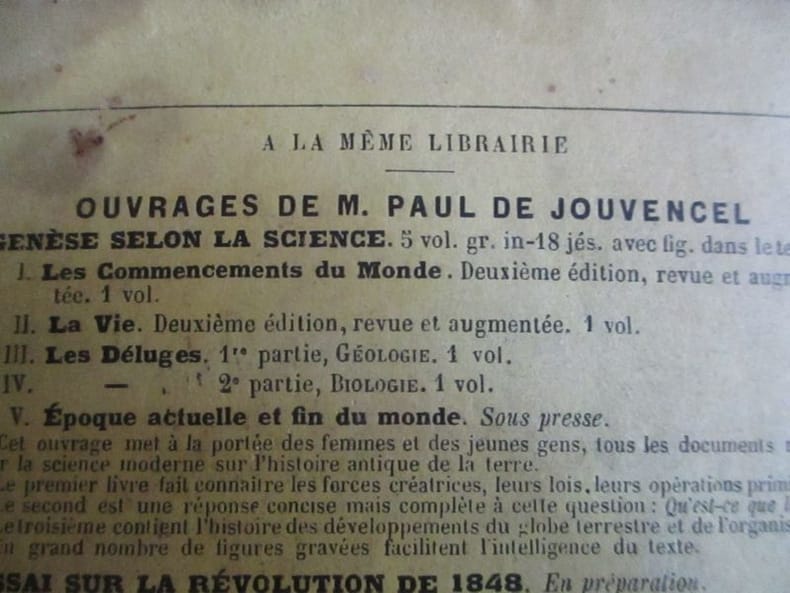 A LA MÊME LIBRAIRIE
OUVRAGES DE M. PAUL DE JOUVENCEL
GENÈSE SELON LA SCIENCE. 5 vol. gr. in-18 jés. avec fig. dans le te
I. Les Commencements du Monde. Deuxième édition, revue et augm
tée. 1 vol.
II. La Vie. Deuxième édition, revue et augmentée. 1 vol.
III. Les Déluges. 1re partie, GÉOLOGIE. 1 vol.
IV. — 2e partie, BIOLOGIE. 1 vol.
V. Époque actuelle et fin du monde. Sous presse.
Cet ouvrage met à la portée des femmes et des jeunes gens, tous les documents
r la science moderne sur l'histoire antique de la terre.
Le premier livre fait connaître les forces créatrices, leurs lois, leurs opérations prim
Le second est une réponse concise mais complète à cette question : Qu'est-ce que l
Le troisième contient l'histoire des développements du globe terrestre et de l'organis
Un grand nombre de figures gravées facilitent l'intelligence du texte.
SSAI SUR LA RÉVOLUTION DE 1848. En préparation.